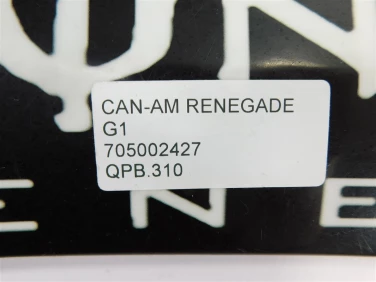 CAN-AM RENEGADE
G1
705002427
QPB.310
E N E